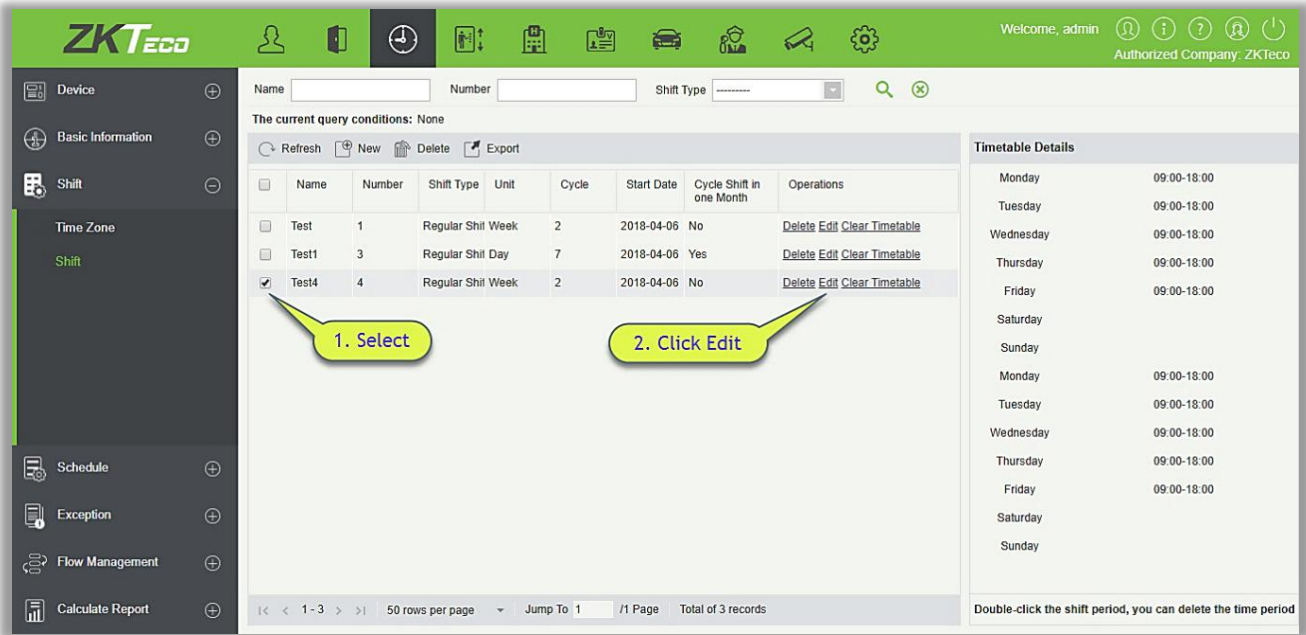 ZKTeco
Welcome, admin
Authorized Company: ZKTeco
Device
Basic Information
Shift
Time Zone
Shift
Schedule
Exception
Flow Management
Calculate Report
Name Number Shift Type ---------
The current query conditions: None
Refresh New Delete Export
Name Number Shift Type Unit Cycle Start Date Cycle Shift in one Month Operations
Test 1 Regular Shif Week 2 2018-04-06 No Delete Edit Clear Timetable
Test1 3 Regular Shif Day 7 2018-04-06 Yes Delete Edit Clear Timetable
Test4 4 Regular Shif Week 2 2018-04-06 No Delete Edit Clear Timetable
1. Select
2. Click Edit
1 - 3 50 rows per page Jump To 1 /1 Page Total of 3 records
Timetable Details
Monday 09:00-18:00
Tuesday 09:00-18:00
Wednesday 09:00-18:00
Thursday 09:00-18:00
Friday 09:00-18:00
Saturday
Sunday
Monday 09:00-18:00
Tuesday 09:00-18:00
Wednesday 09:00-18:00
Thursday 09:00-18:00
Friday 09:00-18:00
Saturday
Sunday
Double-click the shift period, you can delete the time period